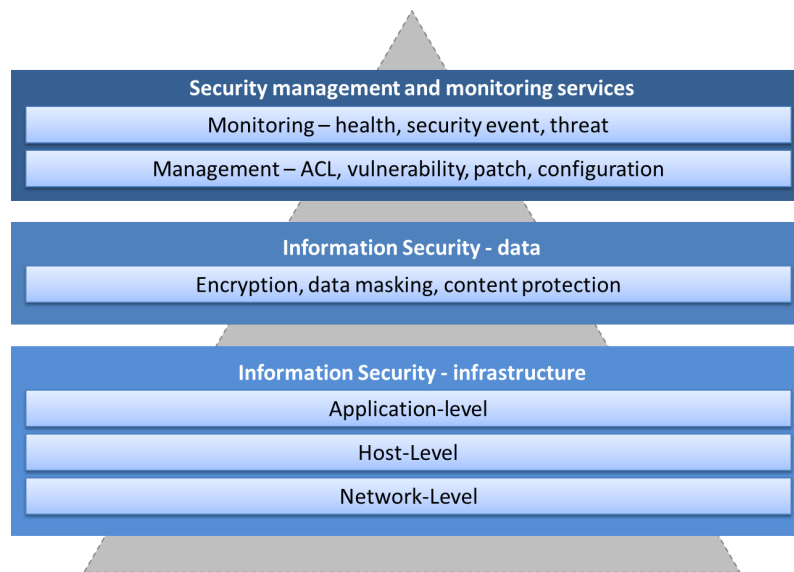 Security management and monitoring services
Monitoring – health, security event, threat
Management – ACL, vulnerability, patch, configuration
Information Security - data
Encryption, data masking, content protection
Information Security - infrastructure
Application-level
Host-Level
Network-Level